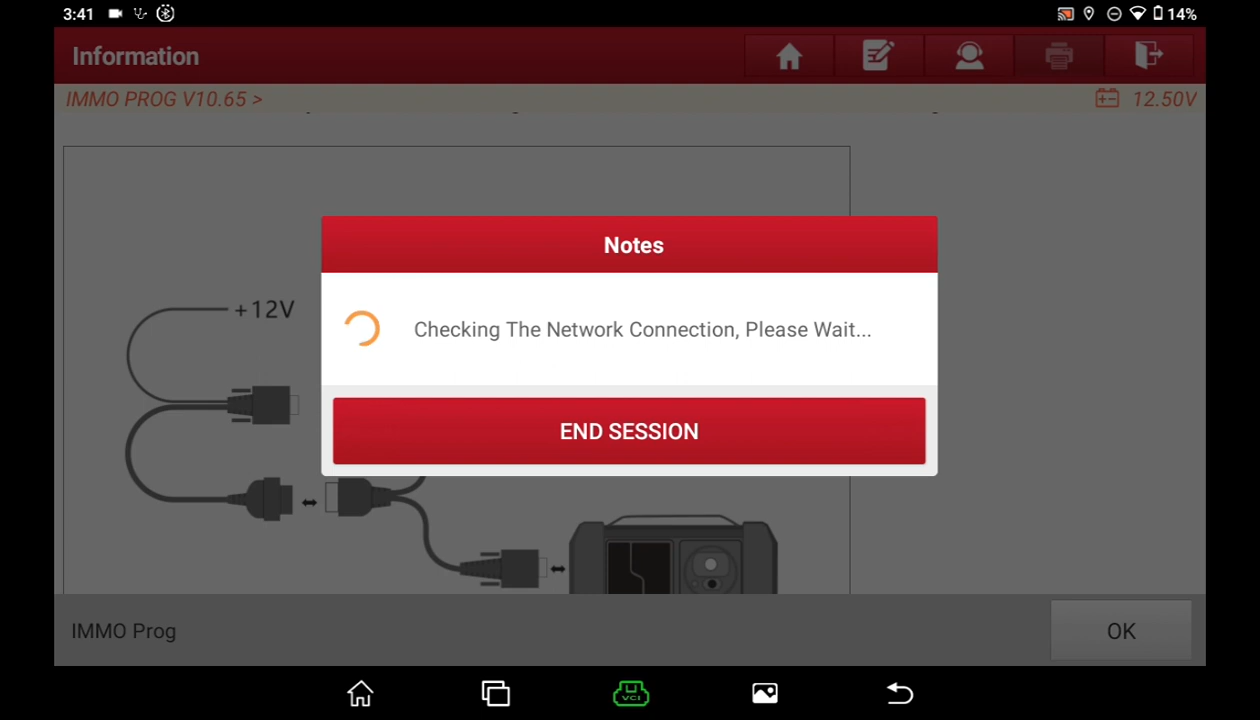 3:41
14%
Information
IMMO PROG V10.65 >
12.50V
Notes
+12V
Checking The Network Connection, Please Wait...
END SESSION
IMMO Prog
OK
VCI